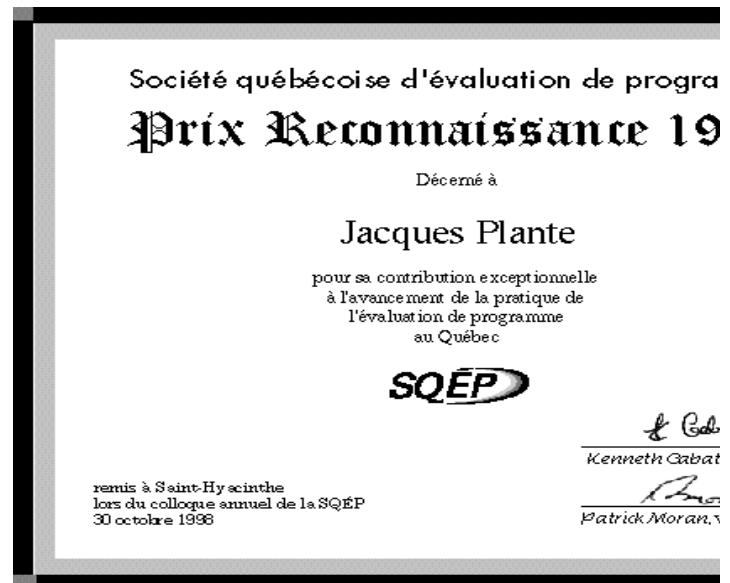 Société québécoise d'évaluation de progra
Prix Reconnaissance 19
Décerné à
Jacques Plante
pour sa contribution exceptionnelle
à l'avancement de la pratique de
l'évaluation de programme
au Québec
SQÉP
Kenneth Gabat
remis à Saint-Hyacinthe
lors du colloque annuel de la SQÉP
30 octobre 1998
Patrick Moran, v